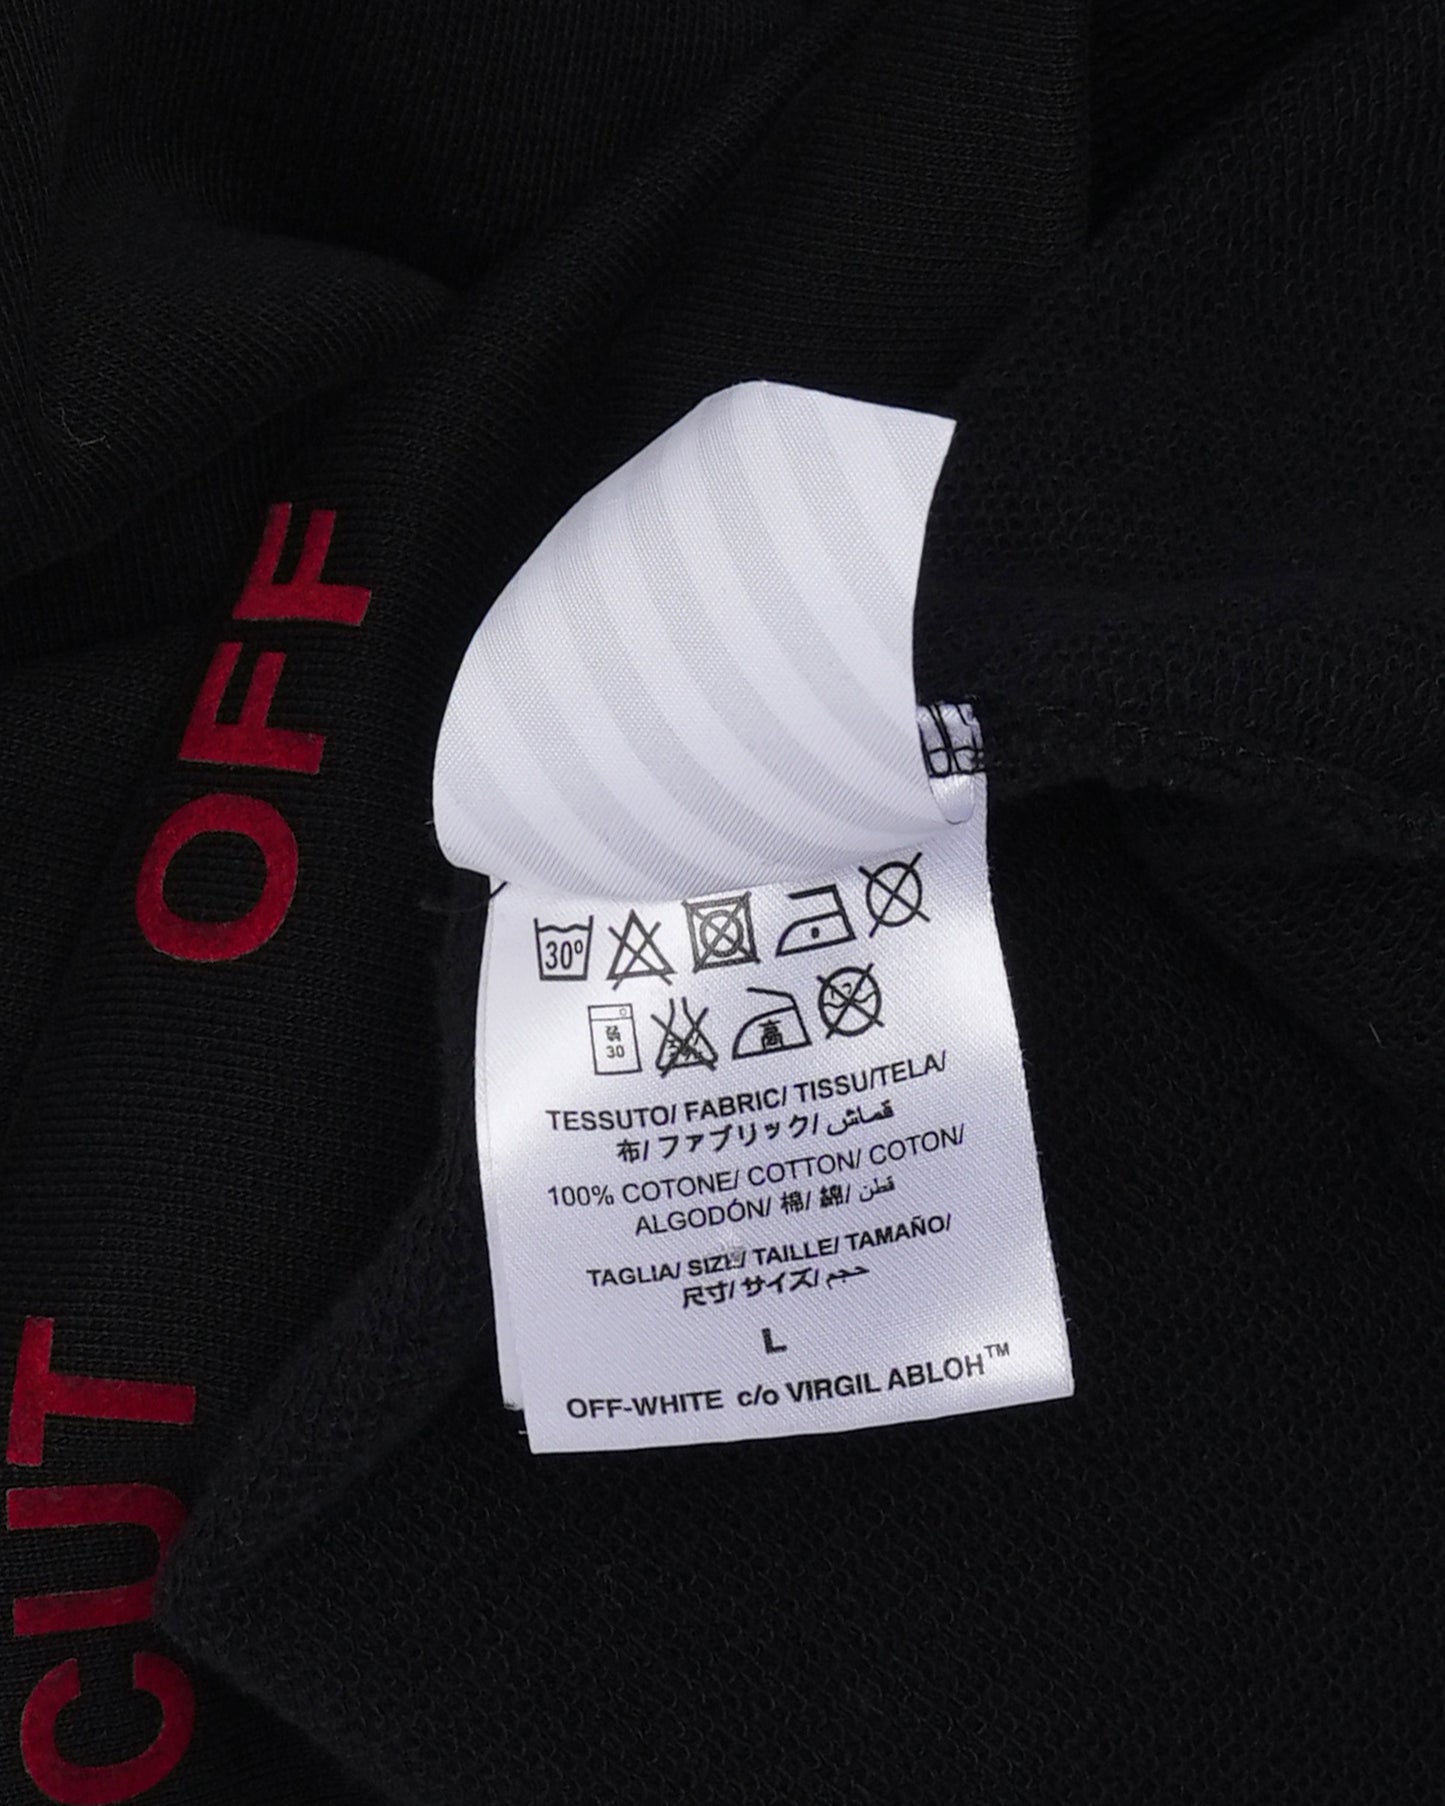 OFF
CUT
30°
弱
30
高
TESSUTO/ FABRIC/ TISSU/TELA/
布/ ファブリック/ قماش
100% COTONE/ COTTON/ COTON/
ALGODÓN/ 棉/ 綿/ قطن
TAGLIA/ SIZE/ TAILLE/ TAMAÑO/
尺寸/ サイズ/ حجم
L
OFF-WHITE c/o VIRGIL ABLOH™